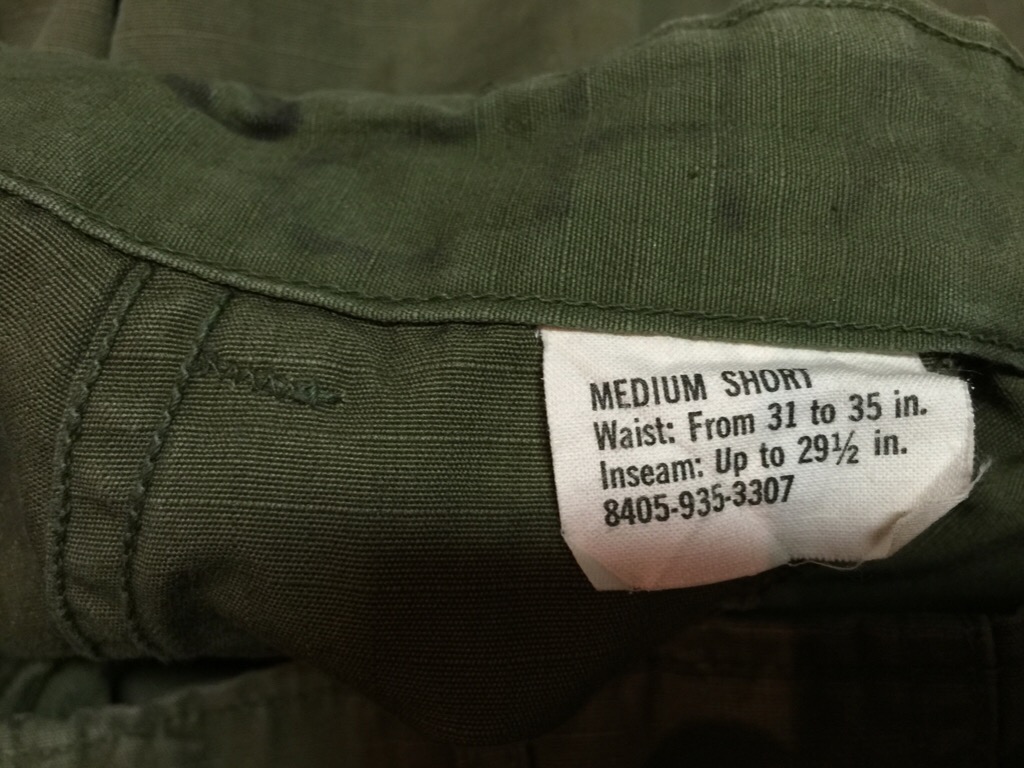 MEDIUM SHORT
Waist: From 31 to 35 in.
Inseam: Up to 29½ in.
8405-935-3307